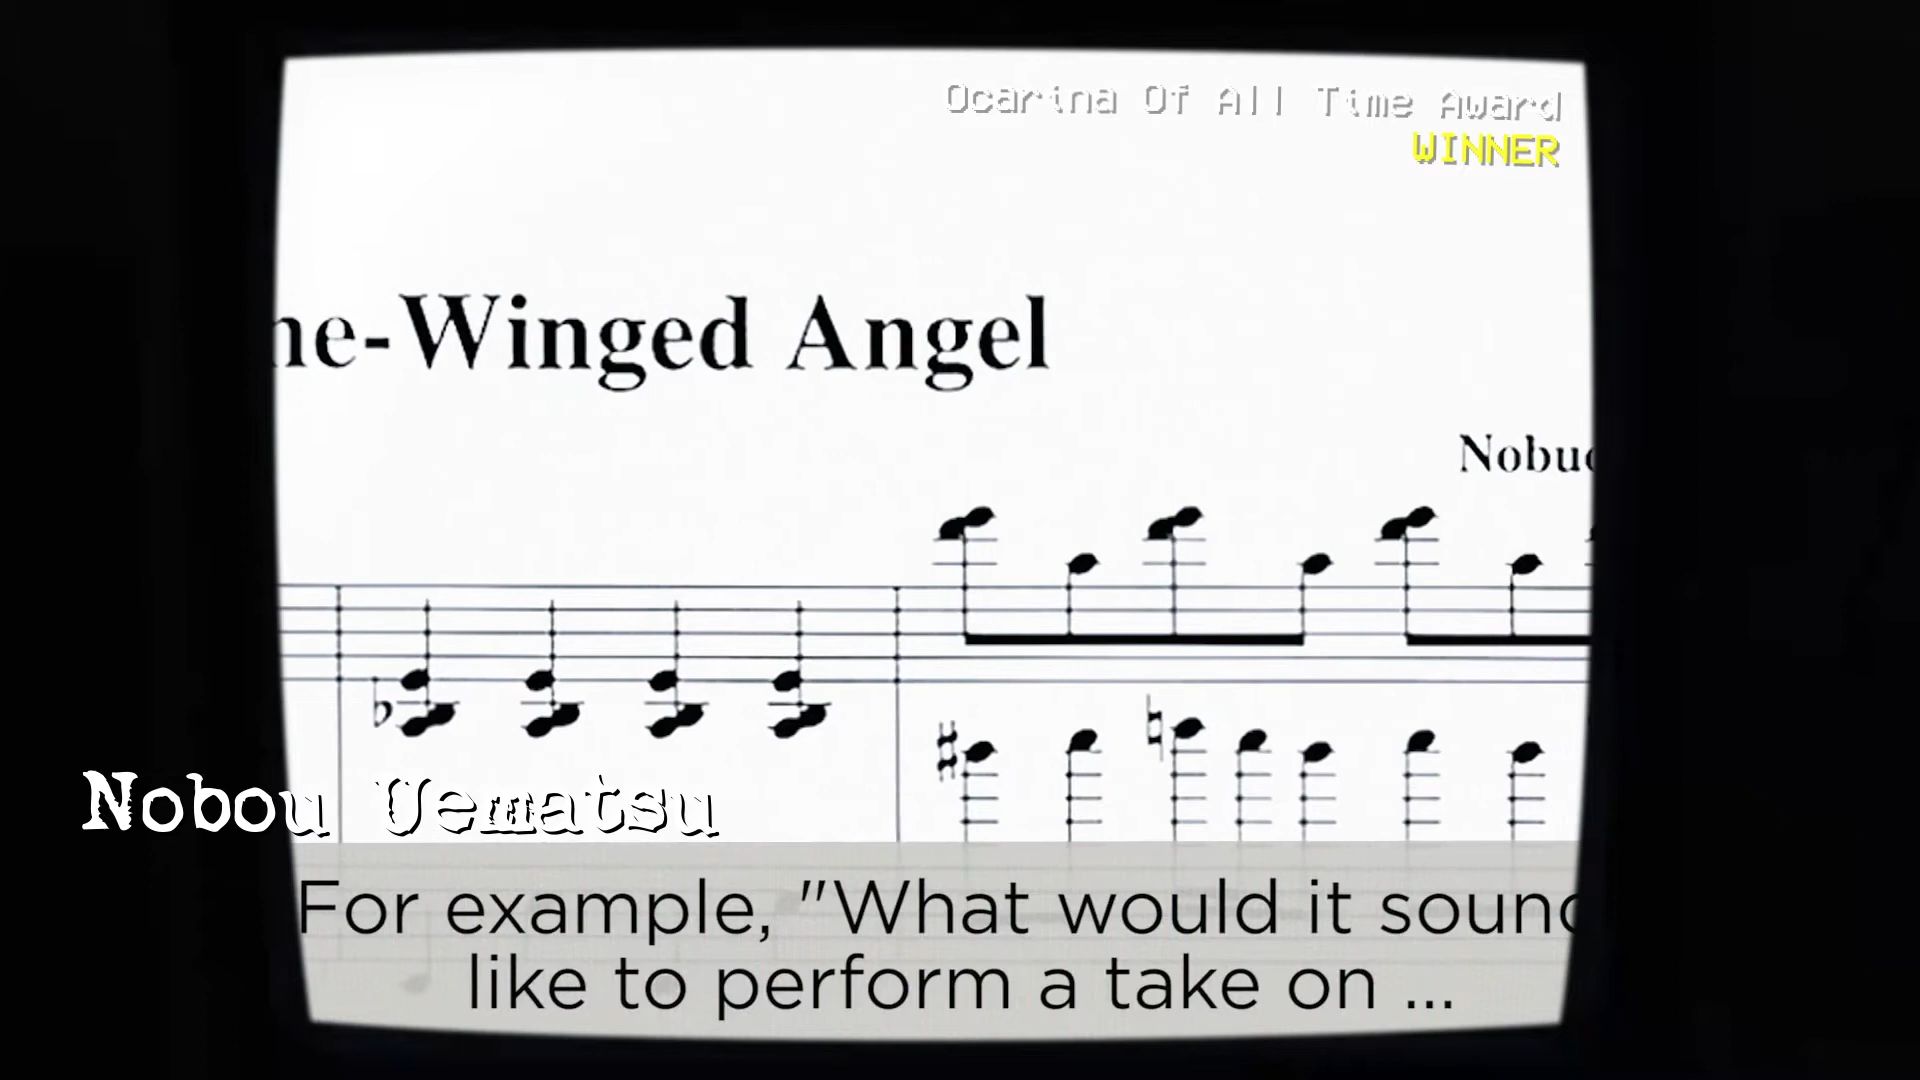 Ocarina Of All Time Award
WINNER
ne-Winged Angel
Nobuo
Nobou Uematsu
For example, "What would it sound
like to perform a take on ...